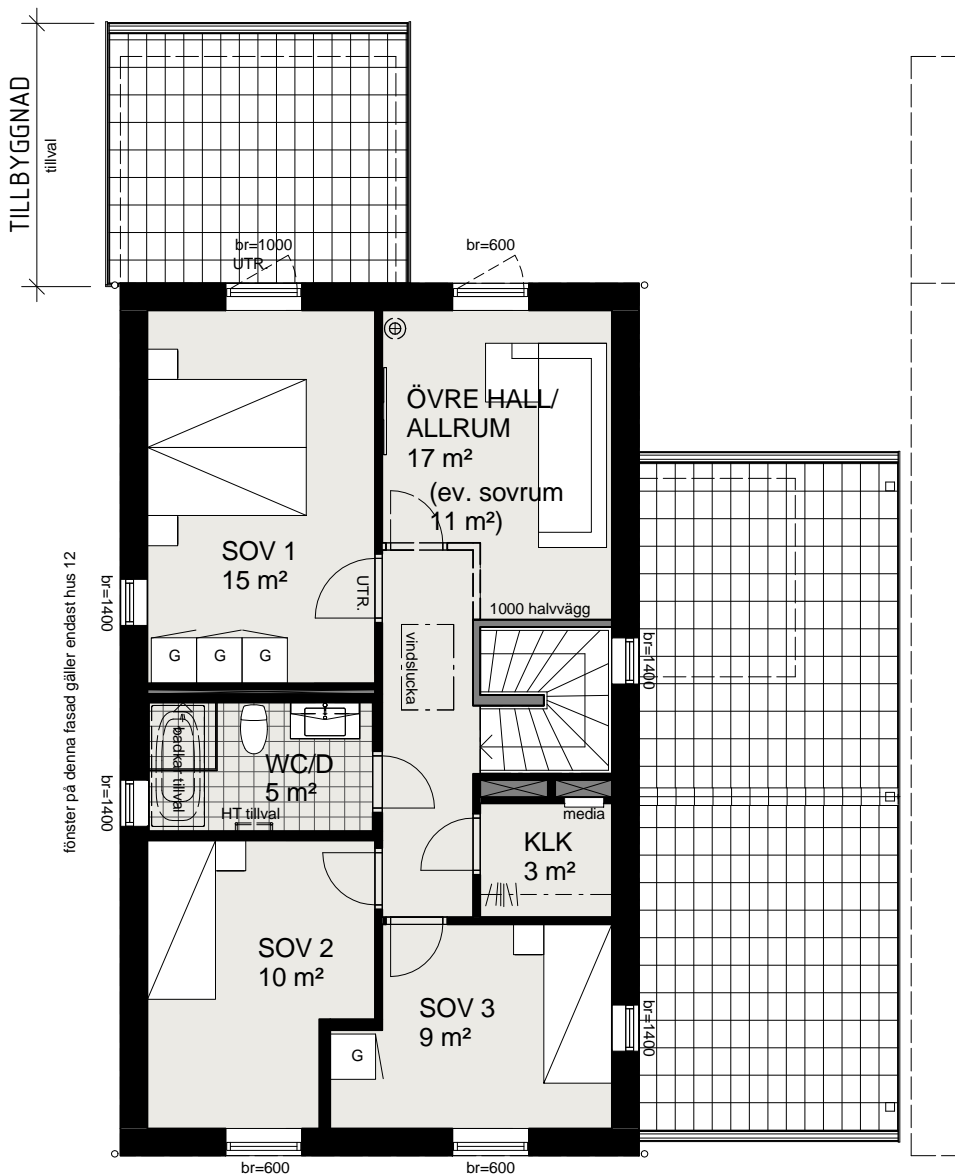 TILLBYGGNAD
tillval
br=1000
UTR.
br=600
ÖVRE HALL/
ALLRUM
17 m²
(ev. sovrum
11 m²)
SOV 1
15 m²
UTR.
br=1400
fönster på denna fasad gäller endast hus 12
1000 halvvägg
vindslucka
br=1400
G
G
G
badkar tillval
WC/D
5 m²
HT tillval
br=1400
media
KLK
3 m²
SOV 2
10 m²
SOV 3
9 m²
G
br=1400
br=600
br=600